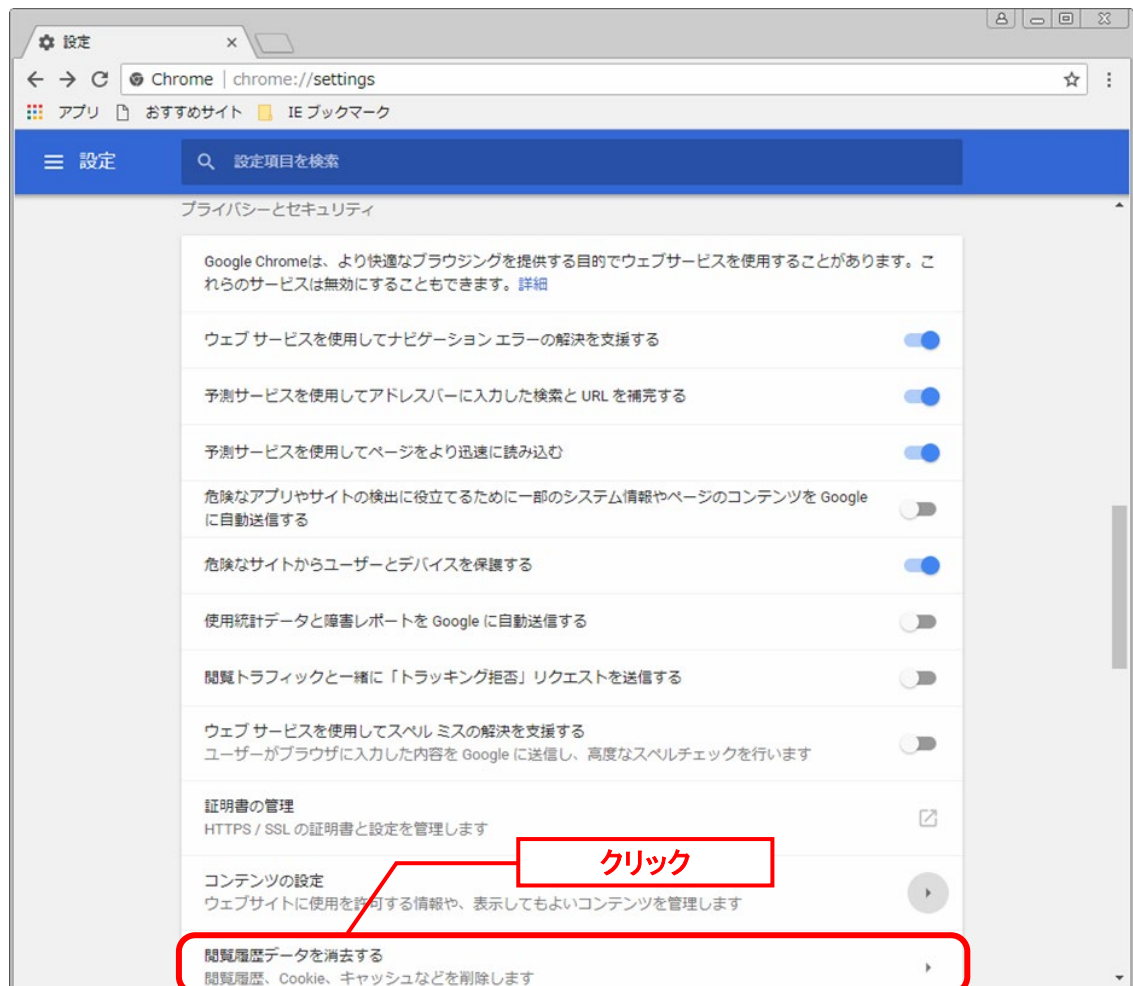 設定
Chrome | chrome://settings
アプリ おすすめサイト IE ブックマーク
設定 設定項目を検索
プライバシーとセキュリティ
Google Chromeは、より快適なブラウジングを提供する目的でウェブサービスを使用することがあります。こ
れらのサービスは無効にすることもできます。詳細
ウェブ サービスを使用してナビゲーション エラーの解決を支援する
予測サービスを使用してアドレスバーに入力した検索と URL を補完する
予測サービスを使用してページをより迅速に読み込む
危険なアプリやサイトの検出に役立てるために一部のシステム情報やページのコンテンツを Google
に自動送信する
危険なサイトからユーザーとデバイスを保護する
使用統計データと障害レポートを Google に自動送信する
閲覧トラフィックと一緒に「トラッキング拒否」リクエストを送信する
ウェブ サービスを使用してスペル ミスの解決を支援する
ユーザーがブラウザに入力した内容を Google に送信し、高度なスペルチェックを行います
証明書の管理
HTTPS / SSL の証明書と設定を管理します
クリック
コンテンツの設定
ウェブサイトに使用を許可する情報や、表示してもよいコンテンツを管理します
閲覧履歴データを消去する
閲覧履歴、Cookie、キャッシュなどを削除します